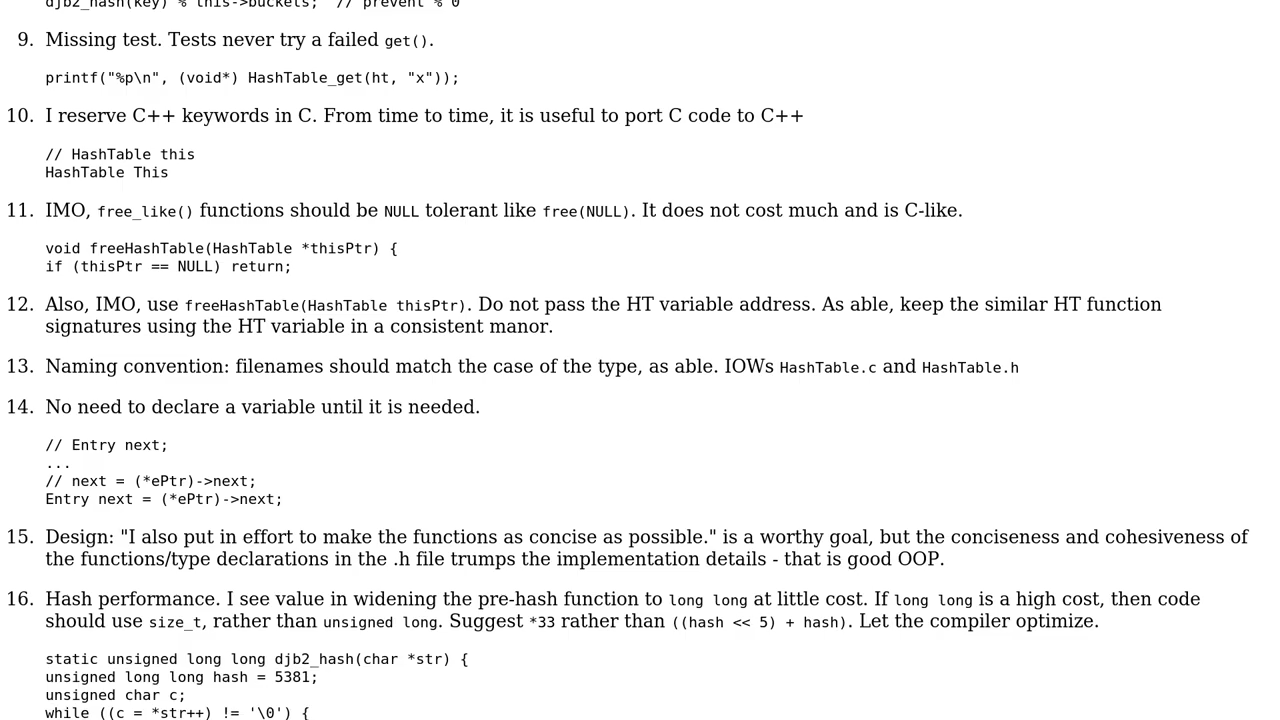 djb2_hash(key) % this->buckets;  // prevent % 0
9. Missing test. Tests never try a failed get().
printf("%p\n", (void*) HashTable_get(ht, "x"));
10. I reserve C++ keywords in C. From time to time, it is useful to port C code to C++
// HashTable this
HashTable This
11. IMO, free_like() functions should be NULL tolerant like free(NULL). It does not cost much and is C-like.
void freeHashTable(HashTable *thisPtr) {
if (thisPtr == NULL) return;
12. Also, IMO, use freeHashTable(HashTable thisPtr). Do not pass the HT variable address. As able, keep the similar HT function
signatures using the HT variable in a consistent manor.
13. Naming convention: filenames should match the case of the type, as able. IOWs HashTable.c and HashTable.h
14. No need to declare a variable until it is needed.
// Entry next;
...
// next = (*ePtr)->next;
Entry next = (*ePtr)->next;
15. Design: "I also put in effort to make the functions as concise as possible." is a worthy goal, but the conciseness and cohesiveness of
the functions/type declarations in the .h file trumps the implementation details - that is good OOP.
16. Hash performance. I see value in widening the pre-hash function to long long at little cost. If long long is a high cost, then code
should use size_t, rather than unsigned long. Suggest *33 rather than ((hash << 5) + hash). Let the compiler optimize.
static unsigned long long djb2_hash(char *str) {
unsigned long long hash = 5381;
unsigned char c;
while ((c = *str++) != '\0') {